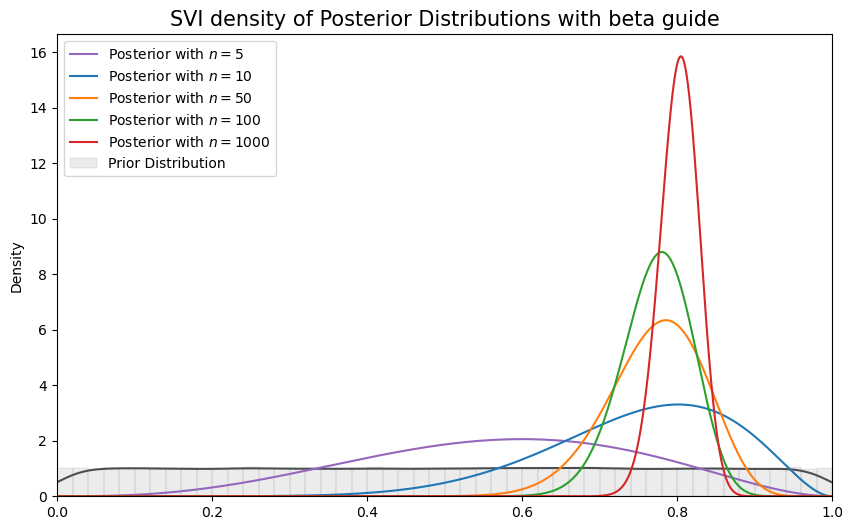 SVI density of Posterior Distributions with beta guide
Posterior with n = 5
Posterior with n = 10
Posterior with n = 50
Posterior with n = 100
Posterior with n = 1000
Prior Distribution
Density
16
14
12
10
8
6
4
2
0
0.0 0.2 0.4 0.6 0.8 1.0